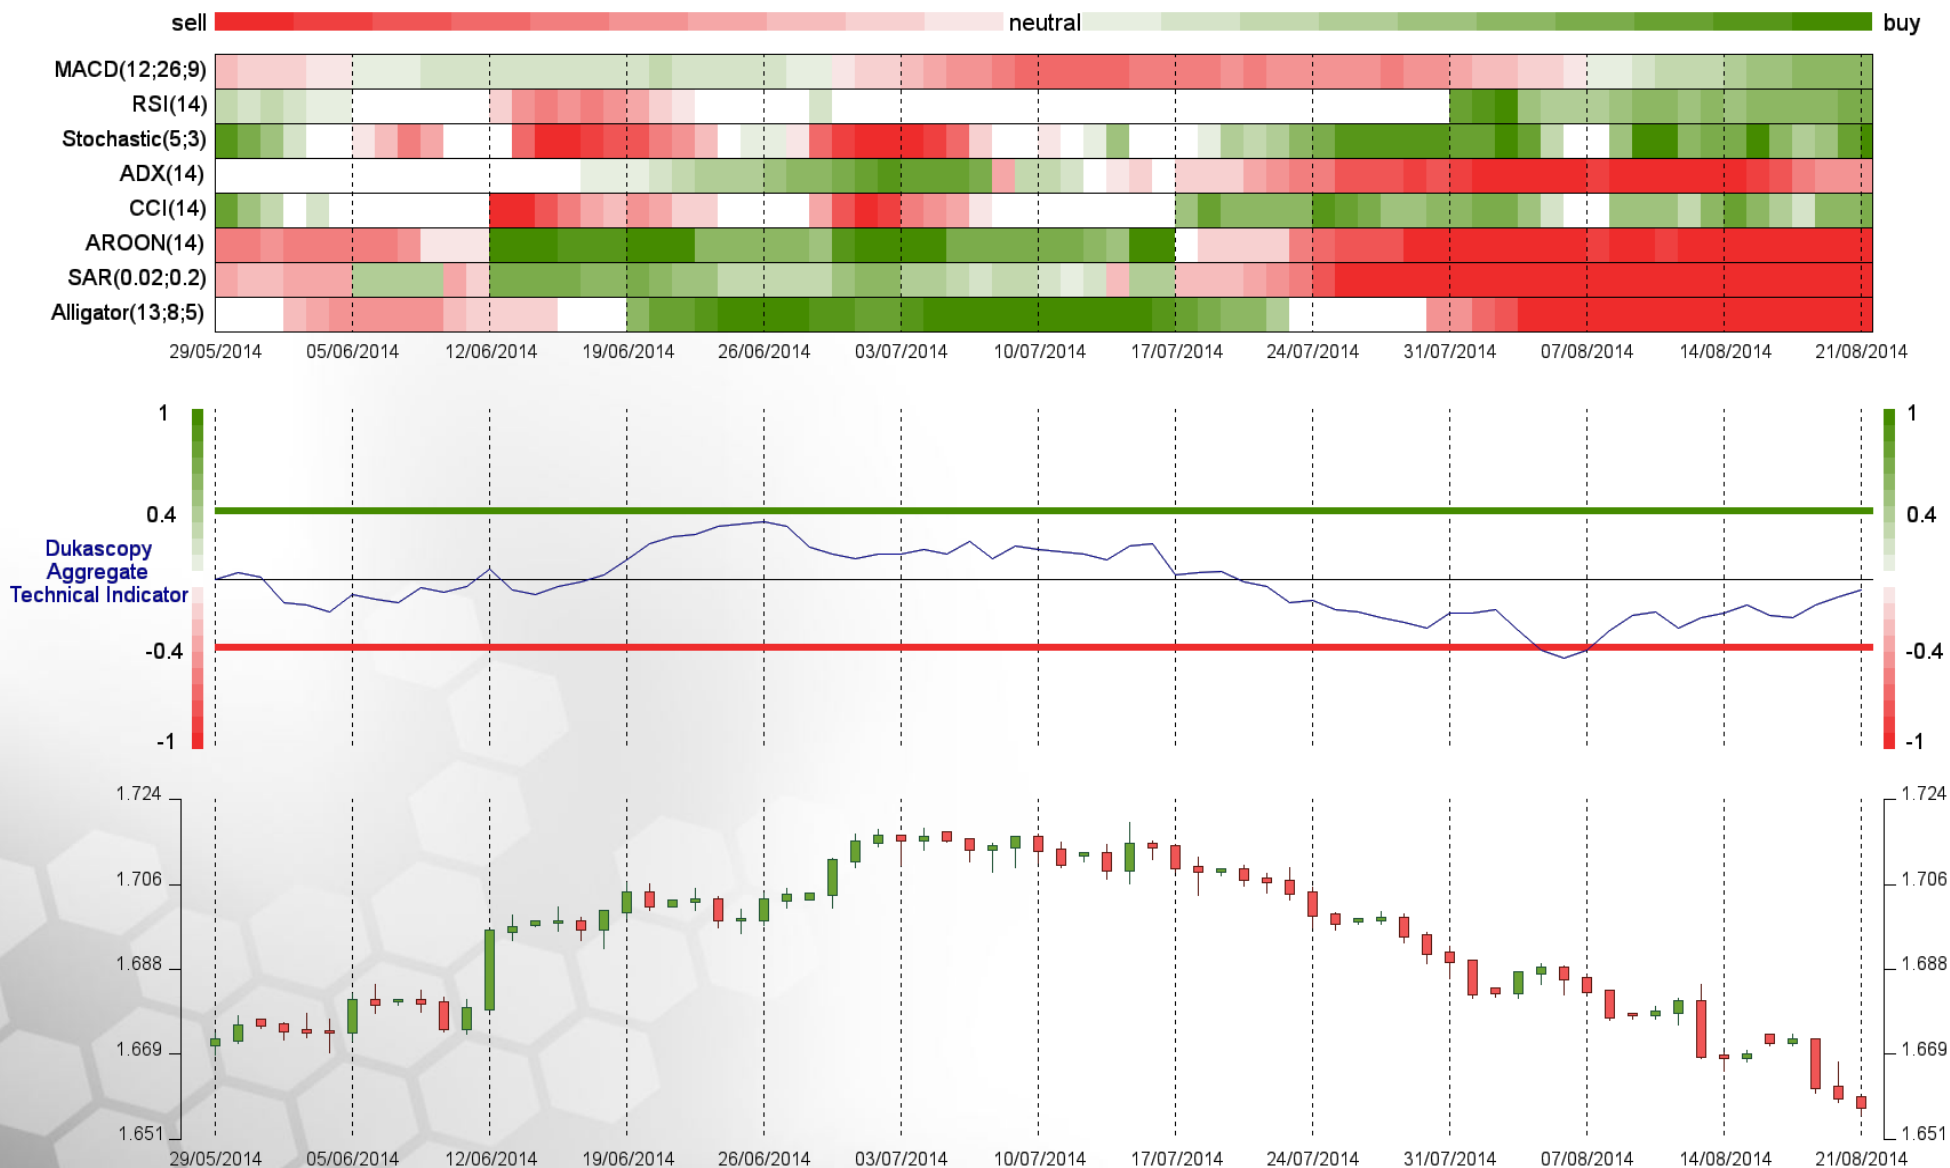 sell neutral buy
MACD(12;26;9)
RSI(14)
Stochastic(5;3)
ADX(14)
CCI(14)
AROON(14)
SAR(0.02;0.2)
Alligator(13;8;5)
29/05/2014 05/06/2014 12/06/2014 19/06/2014 26/06/2014 03/07/2014 10/07/2014 17/07/2014 24/07/2014 31/07/2014 07/08/2014 14/08/2014 21/08/2014
1 1
0.4 0.4
Dukascopy
Aggregate
Technical Indicator
-0.4 -0.4
-1 -1
1.724 1.724
1.706 1.706
1.688 1.688
1.669 1.669
1.651 1.651
29/05/2014 05/06/2014 12/06/2014 19/06/2014 26/06/2014 03/07/2014 10/07/2014 17/07/2014 24/07/2014 31/07/2014 07/08/2014 14/08/2014 21/08/2014